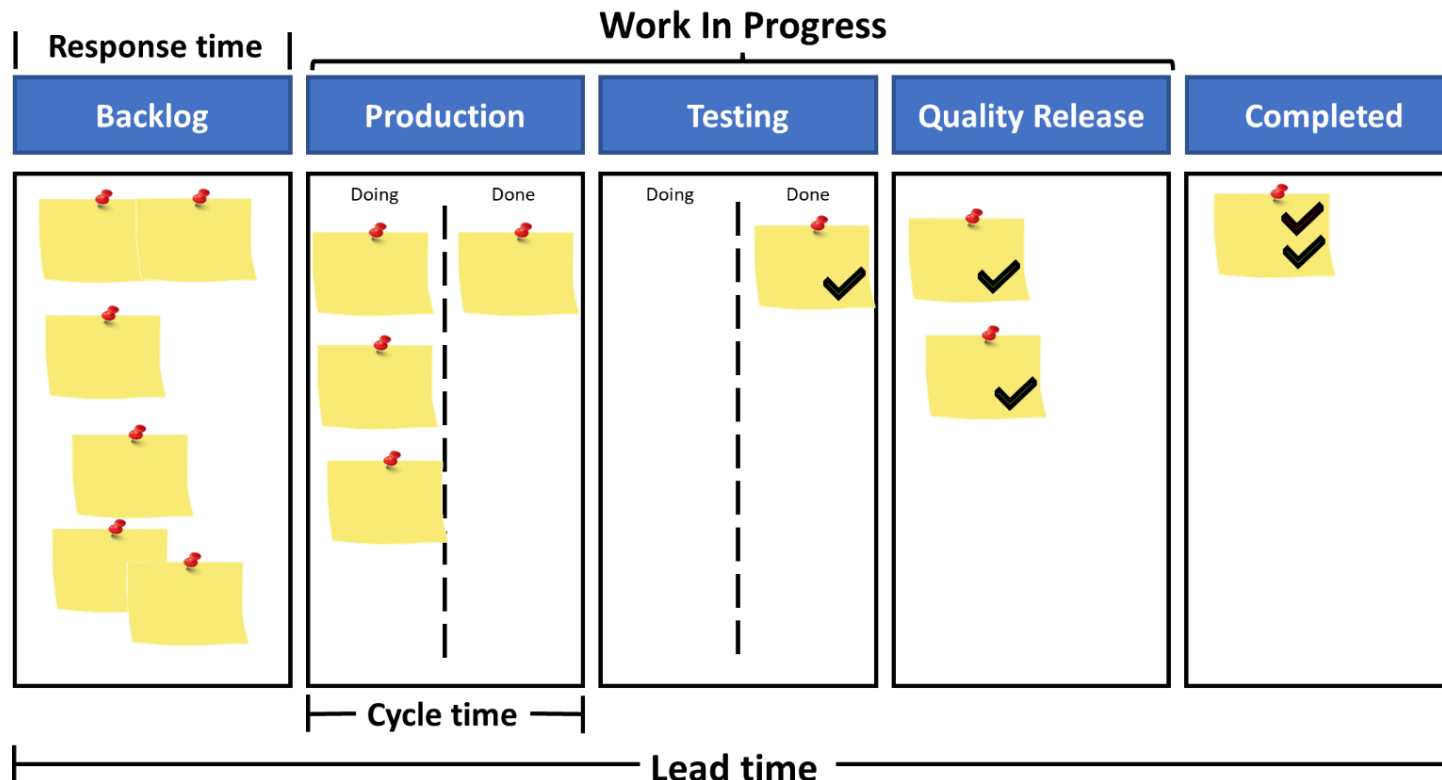 Work In Progress
Response time
Backlog
Production
Testing
Quality Release
Completed
Doing
Done
Doing
Done
Cycle time
Lead time